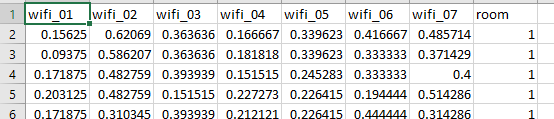 1 wifi_01 wifi_02 wifi_03 wifi_04 wifi_05 wifi_06 wifi_07 room
2 0.15625 0.62069 0.363636 0.166667 0.339623 0.416667 0.485714 1
3 0.09375 0.586207 0.363636 0.181818 0.339623 0.333333 0.371429 1
4 0.171875 0.482759 0.393939 0.151515 0.245283 0.333333 0.4 1
5 0.203125 0.482759 0.151515 0.227273 0.226415 0.194444 0.514286 1
6 0.171875 0.310345 0.393939 0.212121 0.226415 0.444444 0.314286 1